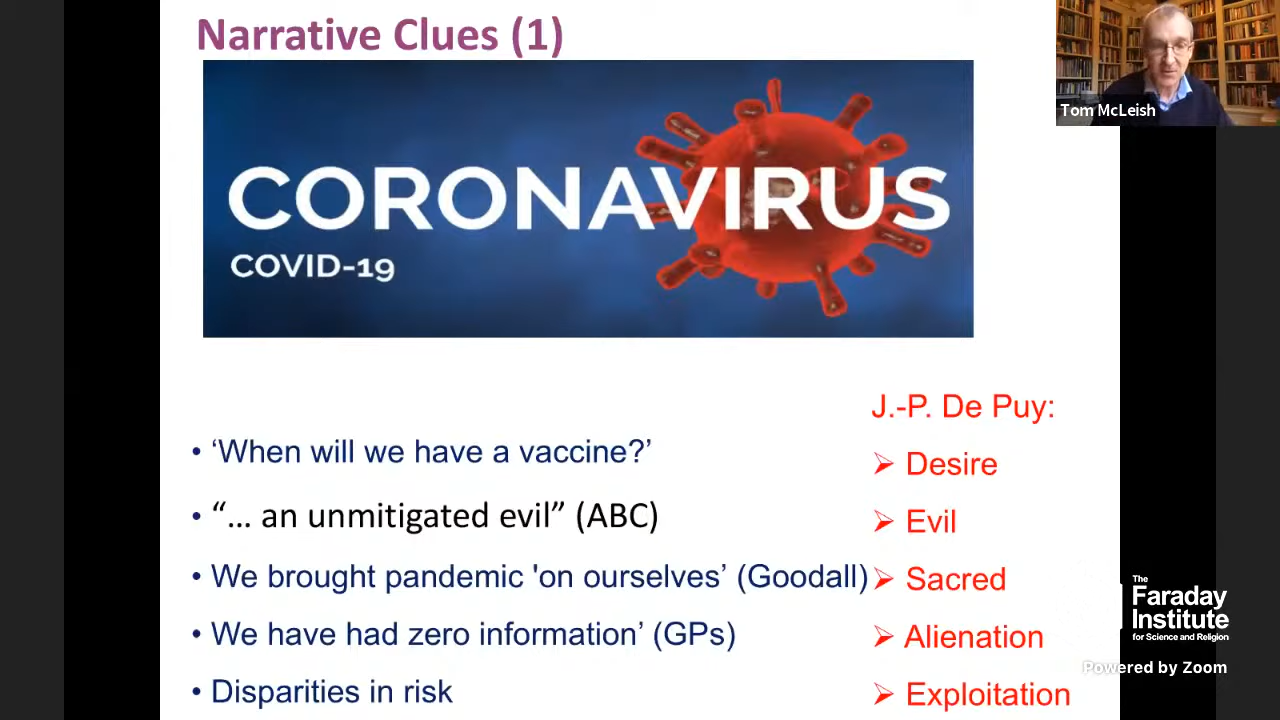 Narrative Clues (1)
Tom McLeish
CORONAVIRUS
COVID-19
J.-P. De Puy:
• ‘When will we have a vaccine?’
➢ Desire
• “… an unmitigated evil” (ABC)
➢ Evil
• We brought pandemic 'on ourselves’ (Goodall)
➢ Sacred
• We have had zero information’ (GPs)
➢ Alienation
• Disparities in risk
➢ Exploitation
The
Faraday
Institute
for Science and Religion
Powered by Zoom